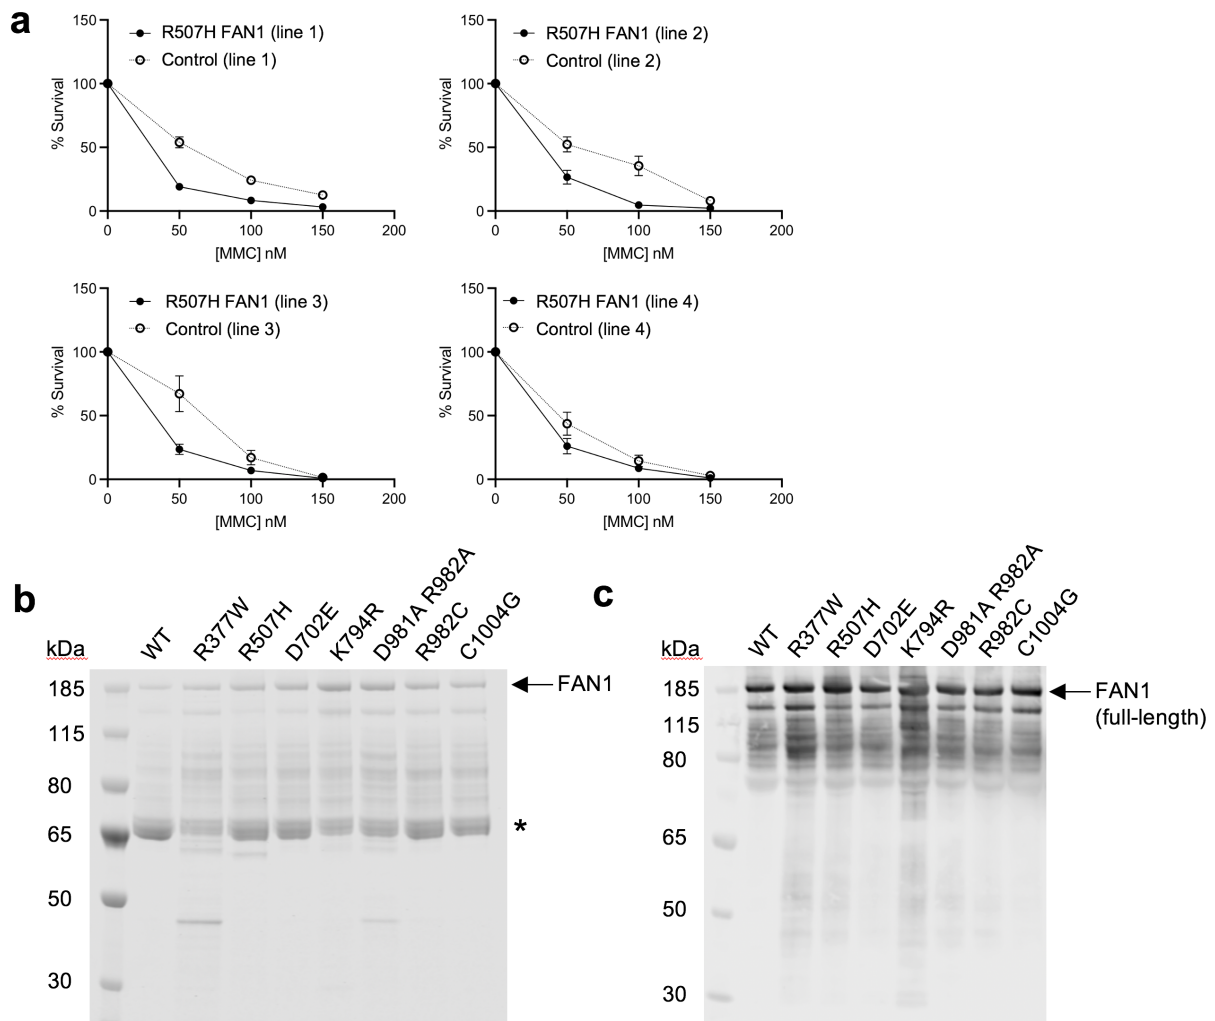 a
150
100
50
0
% Survival
R507H FAN1 (line 1)
Control (line 1)
0 50 100 150 200
[MMC] nM
150
100
50
0
% Survival
R507H FAN1 (line 2)
Control (line 2)
0 50 100 150 200
[MMC] nM
150
100
50
0
% Survival
R507H FAN1 (line 3)
Control (line 3)
0 50 100 150 200
[MMC] nM
150
100
50
0
% Survival
R507H FAN1 (line 4)
Control (line 4)
0 50 100 150 200
[MMC] nM
b
kDa
WT R377W R507H D702E K794R D981A R982A R982C C1004G
185
115
80
65
50
30
FAN1
*
c
kDa
WT R377W R507H D702E K794R D981A R982A R982C C1004G
185
115
80
65
50
30
FAN1
(full-length)